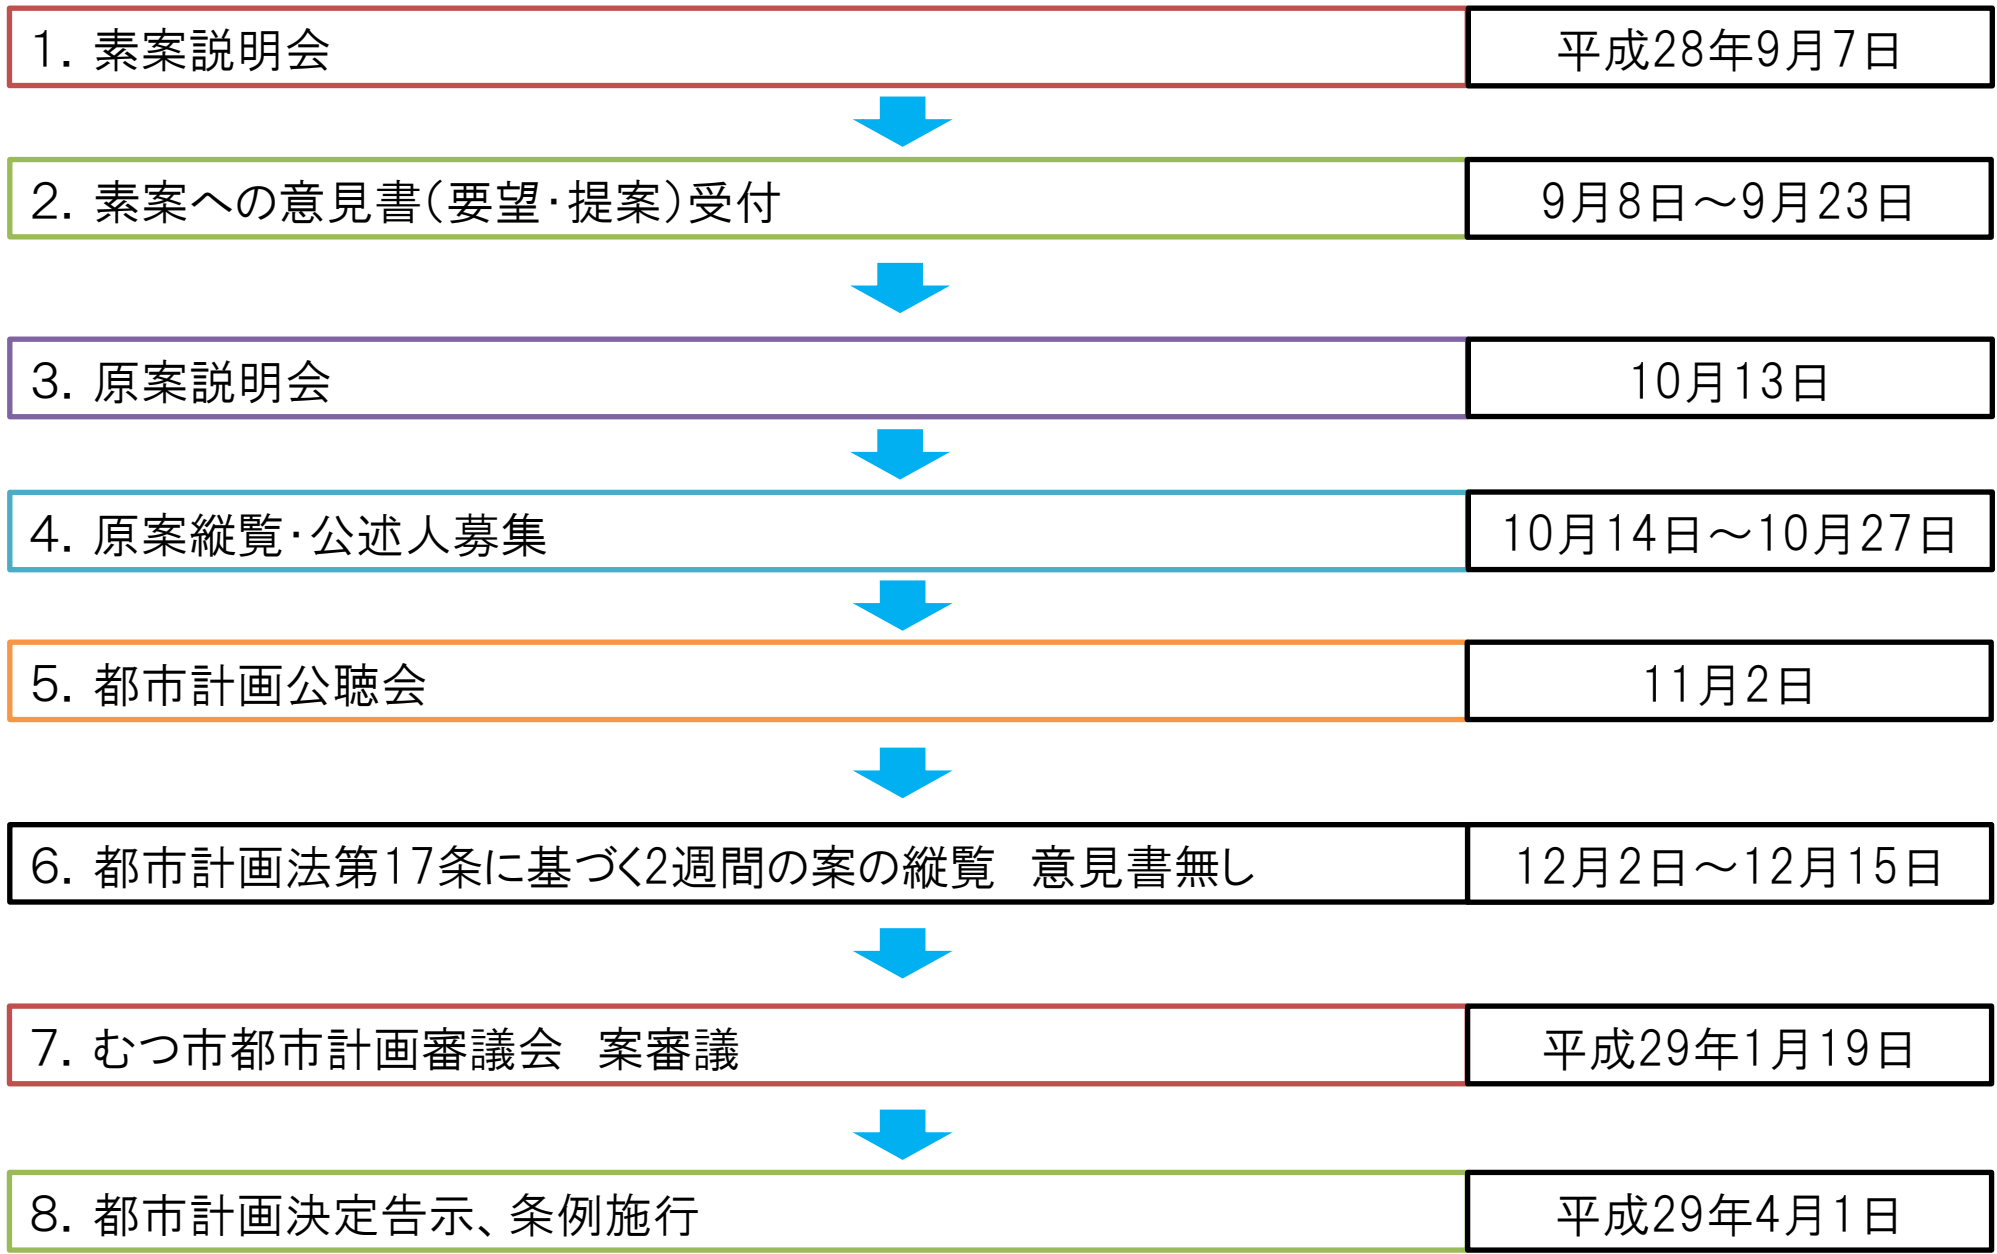 1．素案説明会
平成28年9月7日
2．素案への意見書（要望・提案）受付
9月8日～9月23日
3．原案説明会
10月13日
4．原案縦覧・公述人募集
10月14日～10月27日
5．都市計画公聴会
11月2日
6．都市計画法第17条に基づく2週間の案の縦覧　意見書無し
12月2日～12月15日
7．むつ市都市計画審議会　案審議
平成29年1月19日
8．都市計画決定告示、条例施行
平成29年4月1日